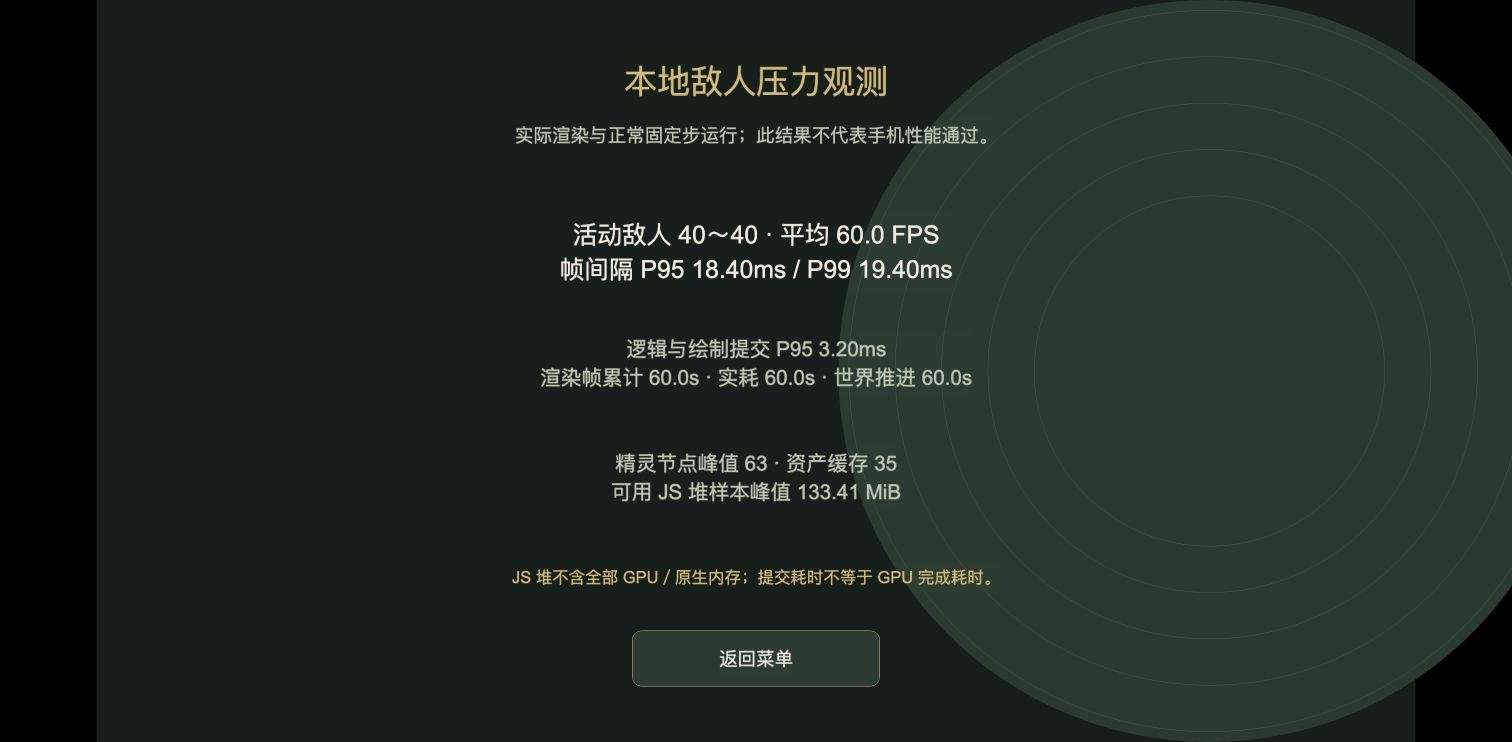 本地敌人压力观测
实际渲染与正常固定步运行；此结果不代表手机性能通过。
活动敌人 40～40 · 平均 60.0 FPS
帧间隔 P95 18.40ms / P99 19.40ms
逻辑与绘制提交 P95 3.20ms
渲染帧累计 60.0s · 实耗 60.0s · 世界推进 60.0s
精灵节点峰值 63 · 资产缓存 35
可用 JS 堆样本峰值 133.41 MiB
JS 堆不含全部 GPU / 原生内存；提交耗时不等于 GPU 完成耗时。
返回菜单